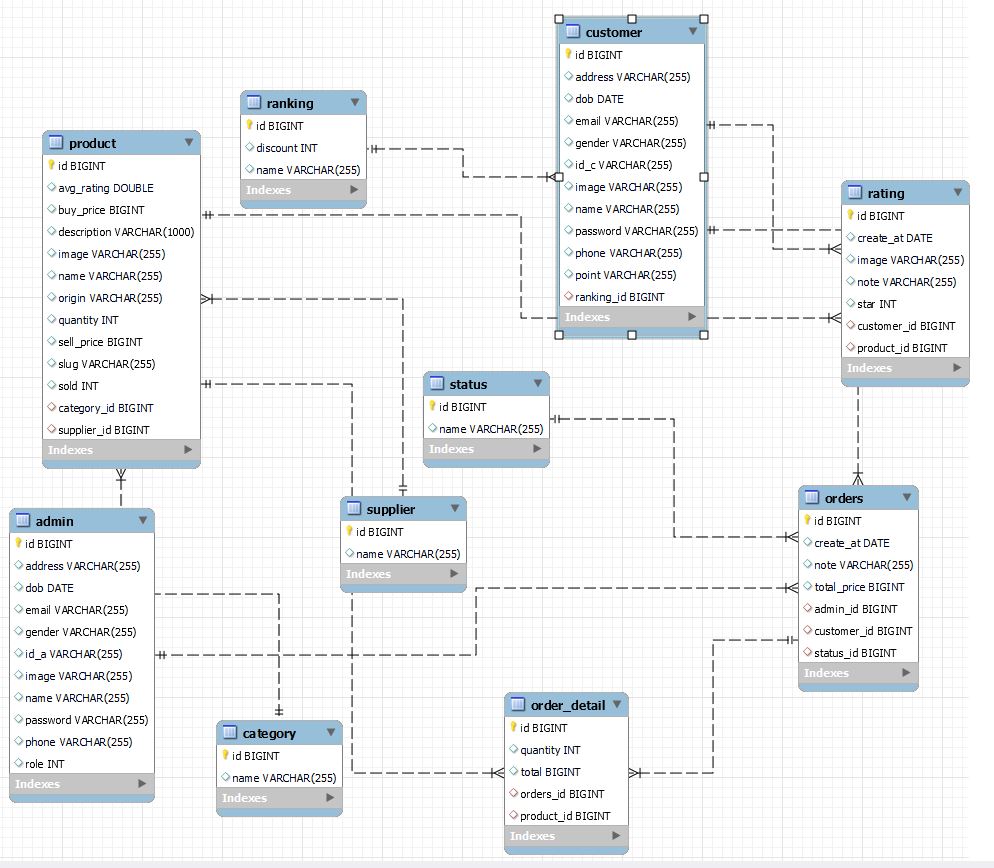 customer
id BIGINT
address VARCHAR(255)
dob DATE
email VARCHAR(255)
gender VARCHAR(255)
id_c VARCHAR(255)
image VARCHAR(255)
name VARCHAR(255)
password VARCHAR(255)
phone VARCHAR(255)
point VARCHAR(255)
ranking_id BIGINT
Indexes
ranking
id BIGINT
discount INT
name VARCHAR(255)
Indexes
product
id BIGINT
avg_rating DOUBLE
buy_price BIGINT
description VARCHAR(1000)
image VARCHAR(255)
name VARCHAR(255)
origin VARCHAR(255)
quantity INT
sell_price BIGINT
slug VARCHAR(255)
sold INT
category_id BIGINT
supplier_id BIGINT
Indexes
rating
id BIGINT
create_at DATE
image VARCHAR(255)
note VARCHAR(255)
star INT
customer_id BIGINT
product_id BIGINT
Indexes
status
id BIGINT
name VARCHAR(255)
Indexes
supplier
id BIGINT
name VARCHAR(255)
Indexes
orders
id BIGINT
create_at DATE
note VARCHAR(255)
total_price BIGINT
admin_id BIGINT
customer_id BIGINT
status_id BIGINT
Indexes
admin
id BIGINT
address VARCHAR(255)
dob DATE
email VARCHAR(255)
gender VARCHAR(255)
id_a VARCHAR(255)
image VARCHAR(255)
name VARCHAR(255)
password VARCHAR(255)
phone VARCHAR(255)
role INT
Indexes
category
id BIGINT
name VARCHAR(255)
Indexes
order_detail
id BIGINT
quantity INT
total BIGINT
orders_id BIGINT
product_id BIGINT
Indexes